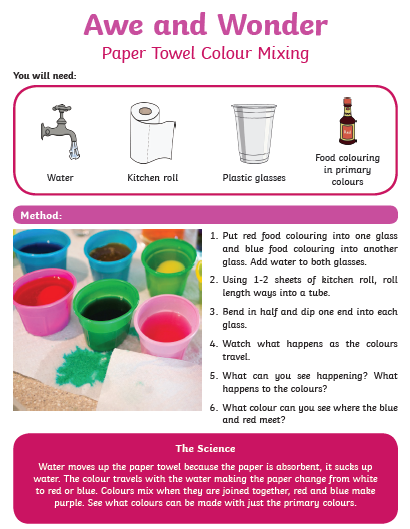 Awe and Wonder
Paper Towel Colour Mixing
You will need:
Water
Kitchen roll
Plastic glasses
Food colouring
in primary
colours
Method:
1. Put red food colouring into one glass
and blue food colouring into another
glass. Add water to both glasses.
2. Using 1-2 sheets of kitchen roll, roll
length ways into a tube.
3. Bend in half and dip one end into each
glass.
4. Watch what happens as the colours
travel.
5. What can you see happening? What
happens to the colours?
6. What colour can you see where the blue
and red meet?
The Science
Water moves up the paper towel because the paper is absorbent, it sucks up
water. The colour travels with the water making the paper change from white
to red or blue. Colours mix when they are joined together, red and blue make
purple. See what colours can be made with just the primary colours.